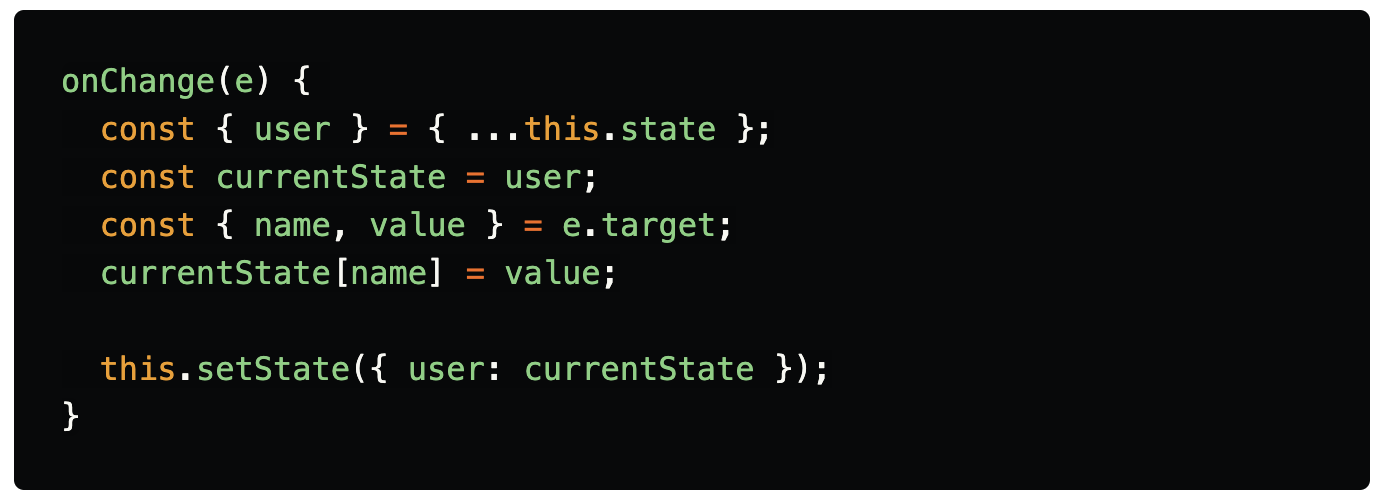 onChange(e) {
  const { user } = { ...this.state };
  const currentState = user;
  const { name, value } = e.target;
  currentState[name] = value;

  this.setState({ user: currentState });
}